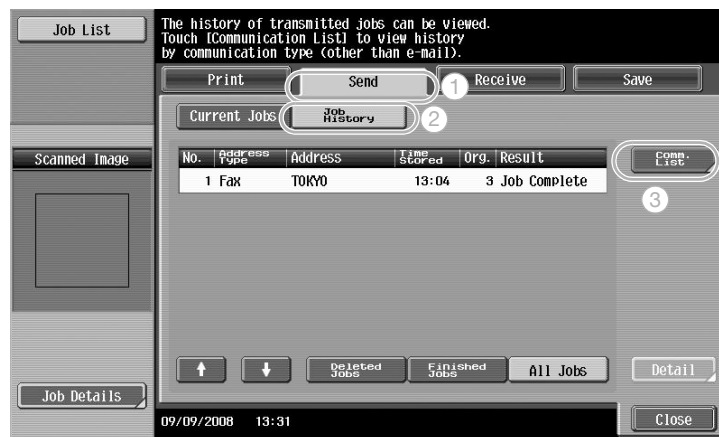 Job List
The history of transmitted jobs can be viewed.
Touch [Communication List] to view history
by communication type (other than e-mail).
Print Send 1 Receive Save
Current Jobs Job History 2
Scanned Image
No. Address Type Address Time Stored Org. Result
1 Fax TOKYO 13:04 3 Job Complete
Comm. List
3
Deleted Jobs Finished Jobs All Jobs Detail
Job Details
09/09/2008 13:31 Close